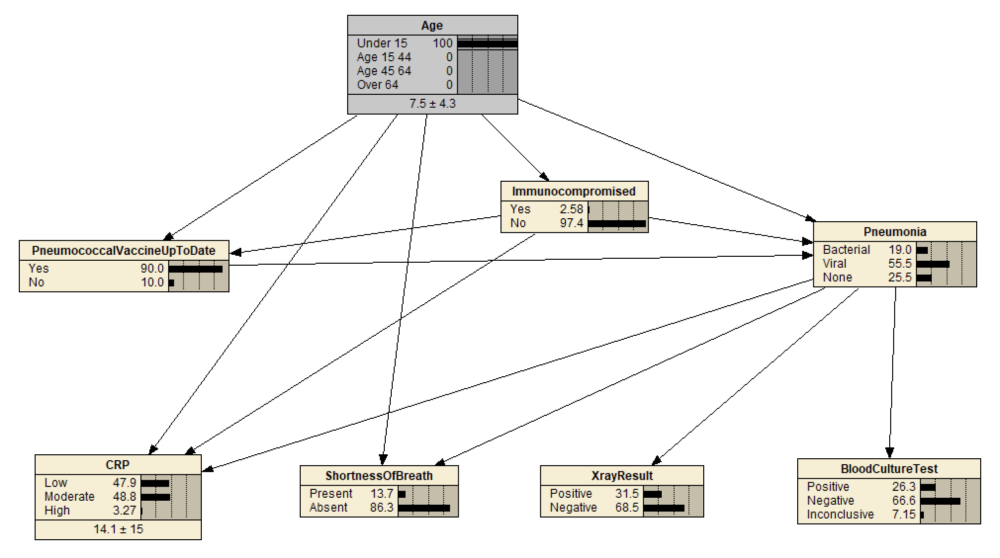 Age
Under 15 100
Age 15 44 0
Age 45 64 0
Over 64 0
7.5 ± 4.3
Immunocompromised
Yes 2.58
No 97.4
Pneumonia
Bacterial 19.0
Viral 55.5
None 25.5
PneumococcalVaccineUpToDate
Yes 90.0
No 10.0
CRP
Low 47.9
Moderate 48.8
High 3.27
14.1 ± 15
ShortnessOfBreath
Present 13.7
Absent 86.3
XrayResult
Positive 31.5
Negative 68.5
BloodCultureTest
Positive 26.3
Negative 66.6
Inconclusive 7.15